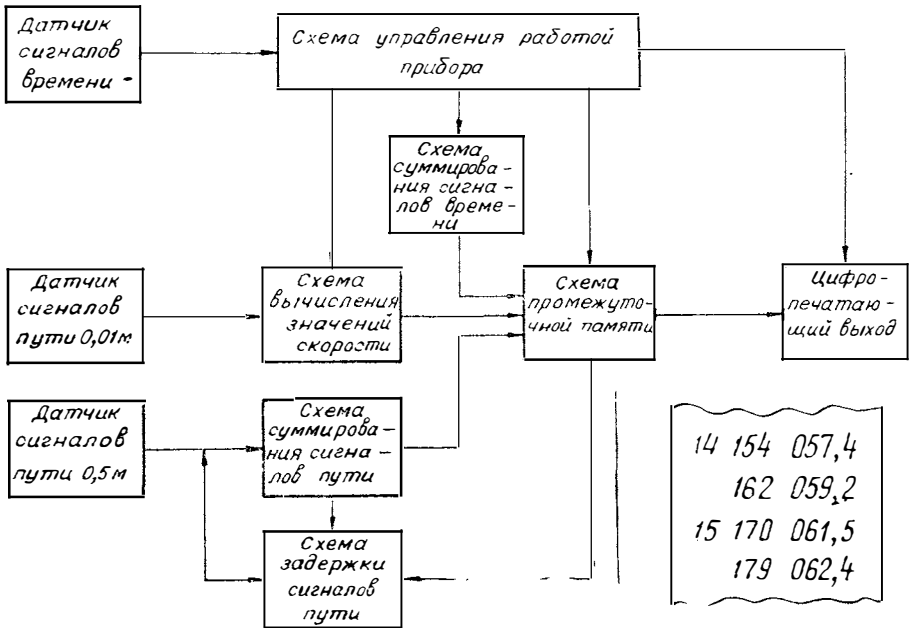 Датчик
сигналов
времени
Схема управления работой
прибора
Схема
суммирова-
ния сигна-
лов време-
ни
Датчик
сигналов
пути 0,01м
Схема
вычисления
значений
скорости
Схема
промежуто-
чной памяти
Цифро-
печатаю-
щий выход
Датчик
сигналов
пути 0,5м
Схема
суммирова-
ния сигна-
лов пути
Схема
задержки
сигналов
пути
14 154 057,4
162 059,2
15 170 061,5
179 062,4